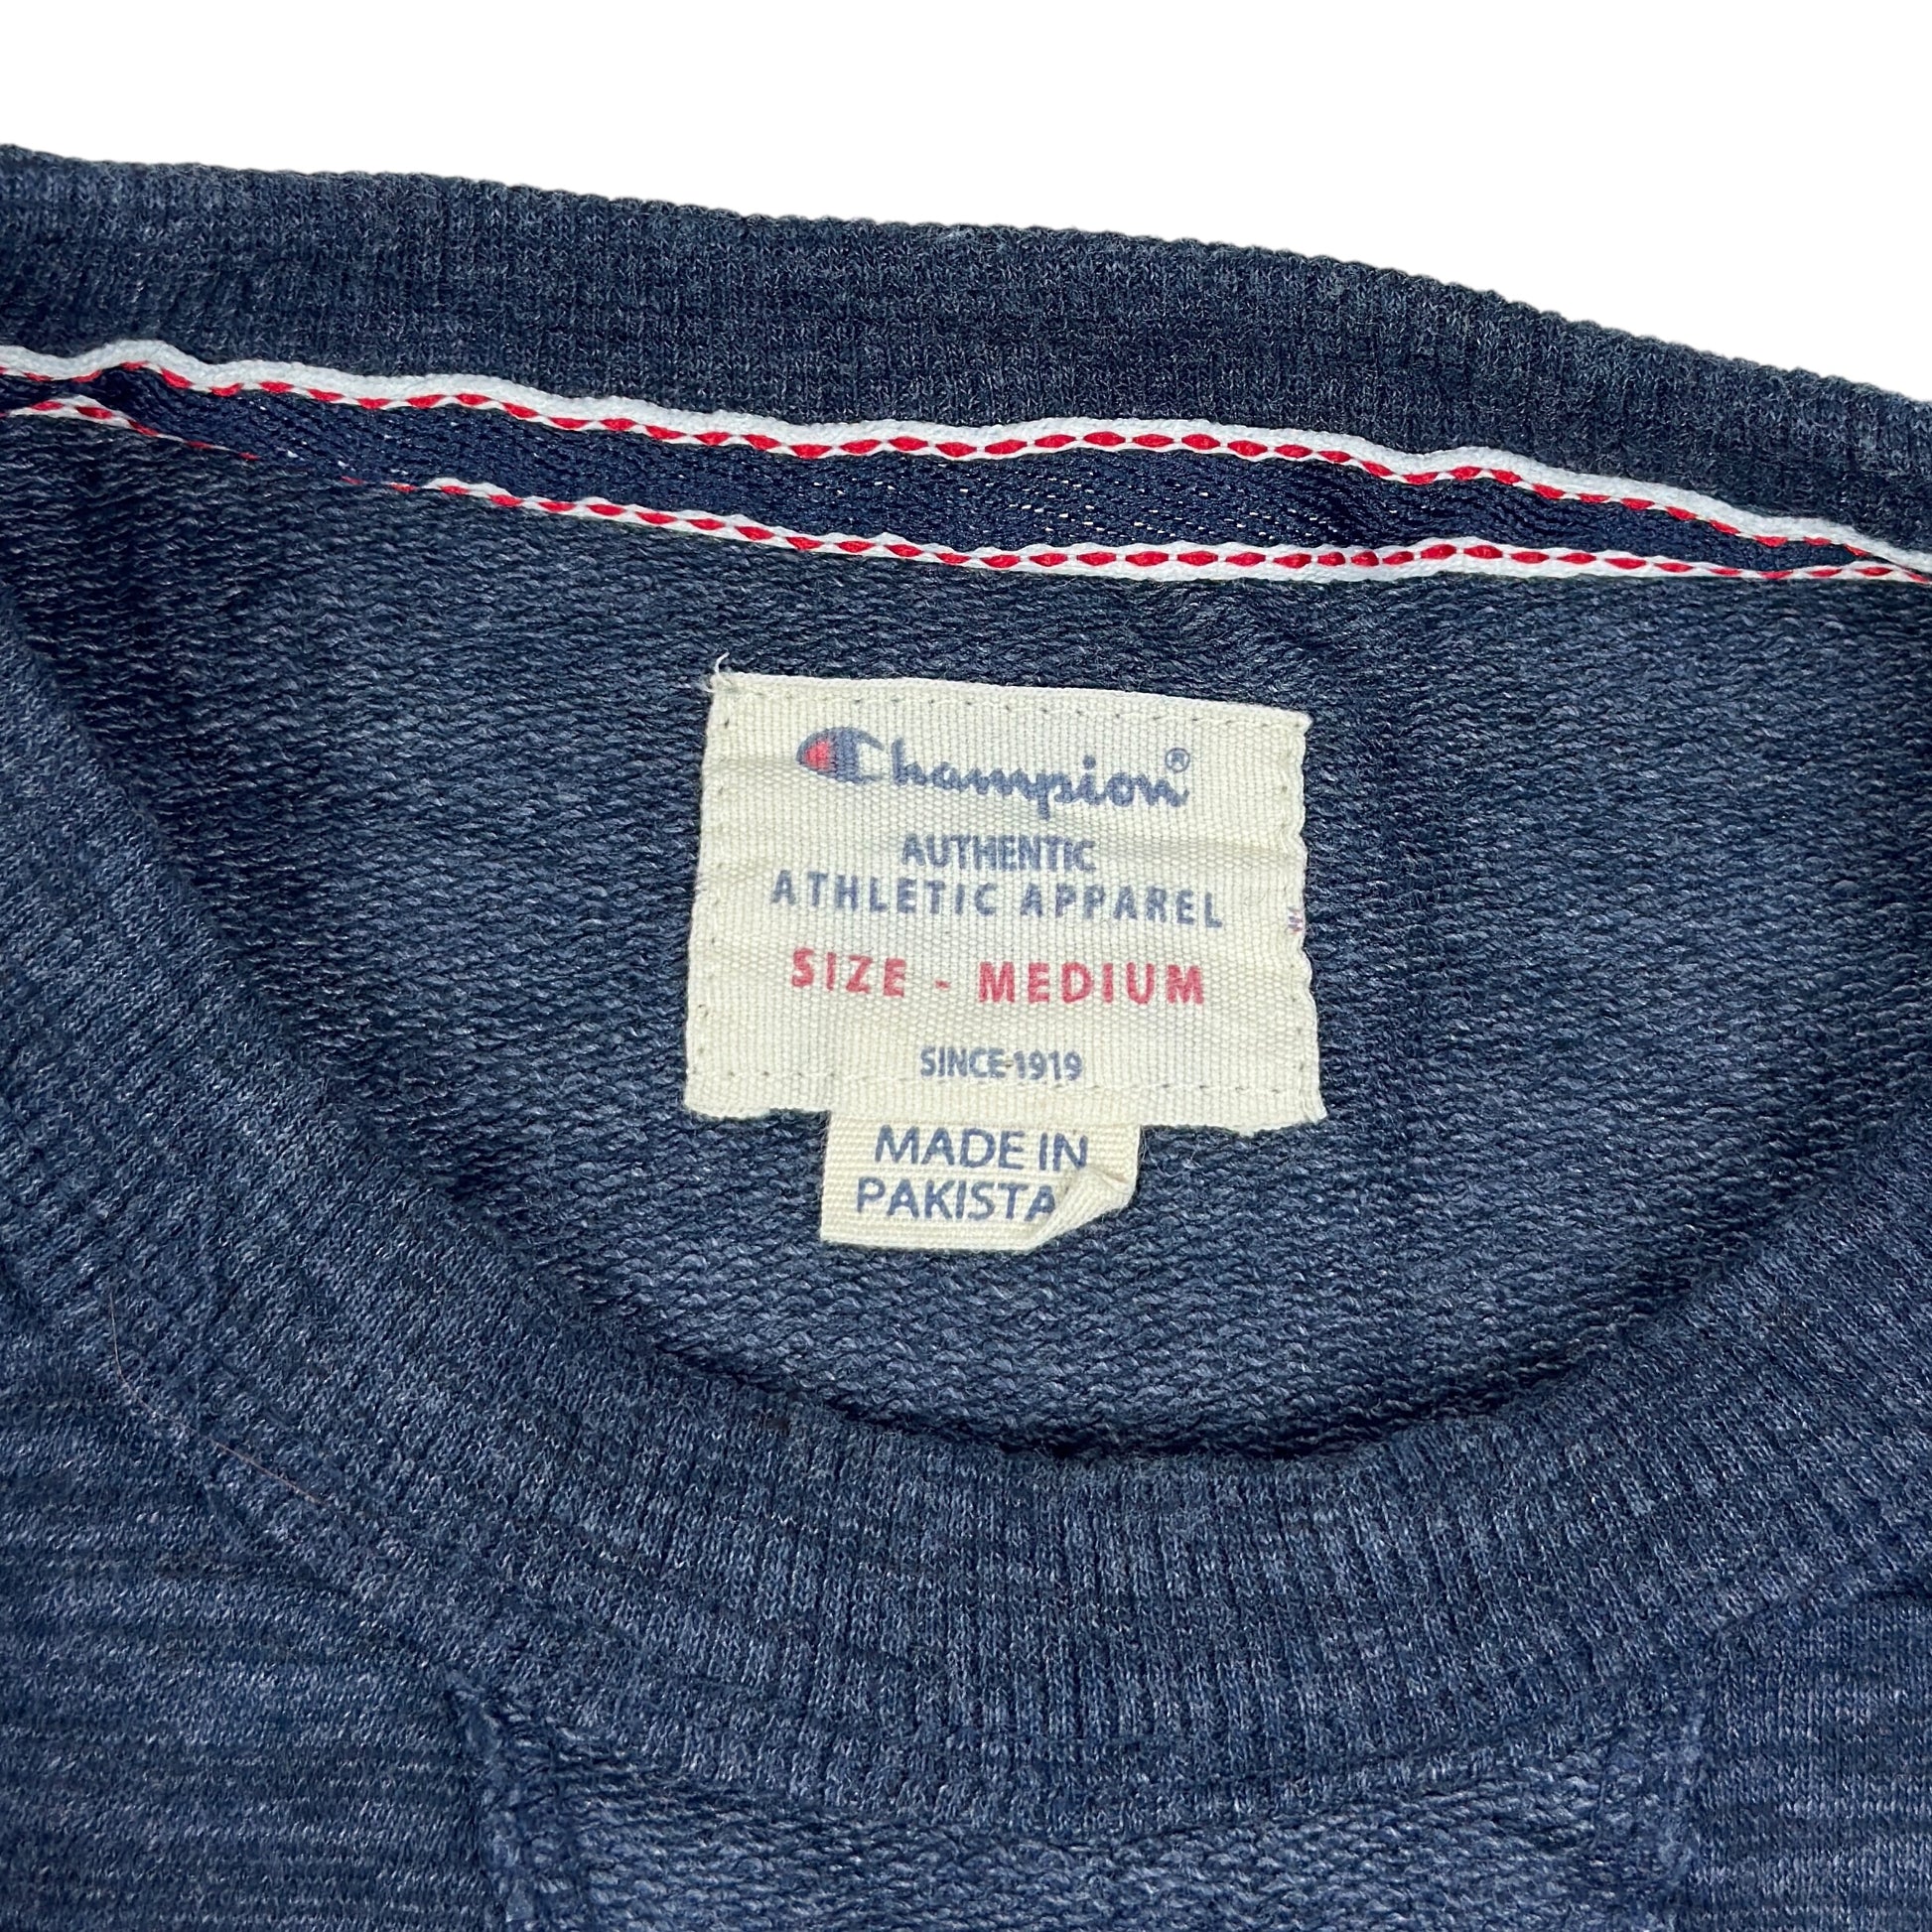 Champion®
AUTHENTIC
ATHLETIC APPAREL
SIZE - MEDIUM
SINCE 1919
MADE IN
PAKISTA